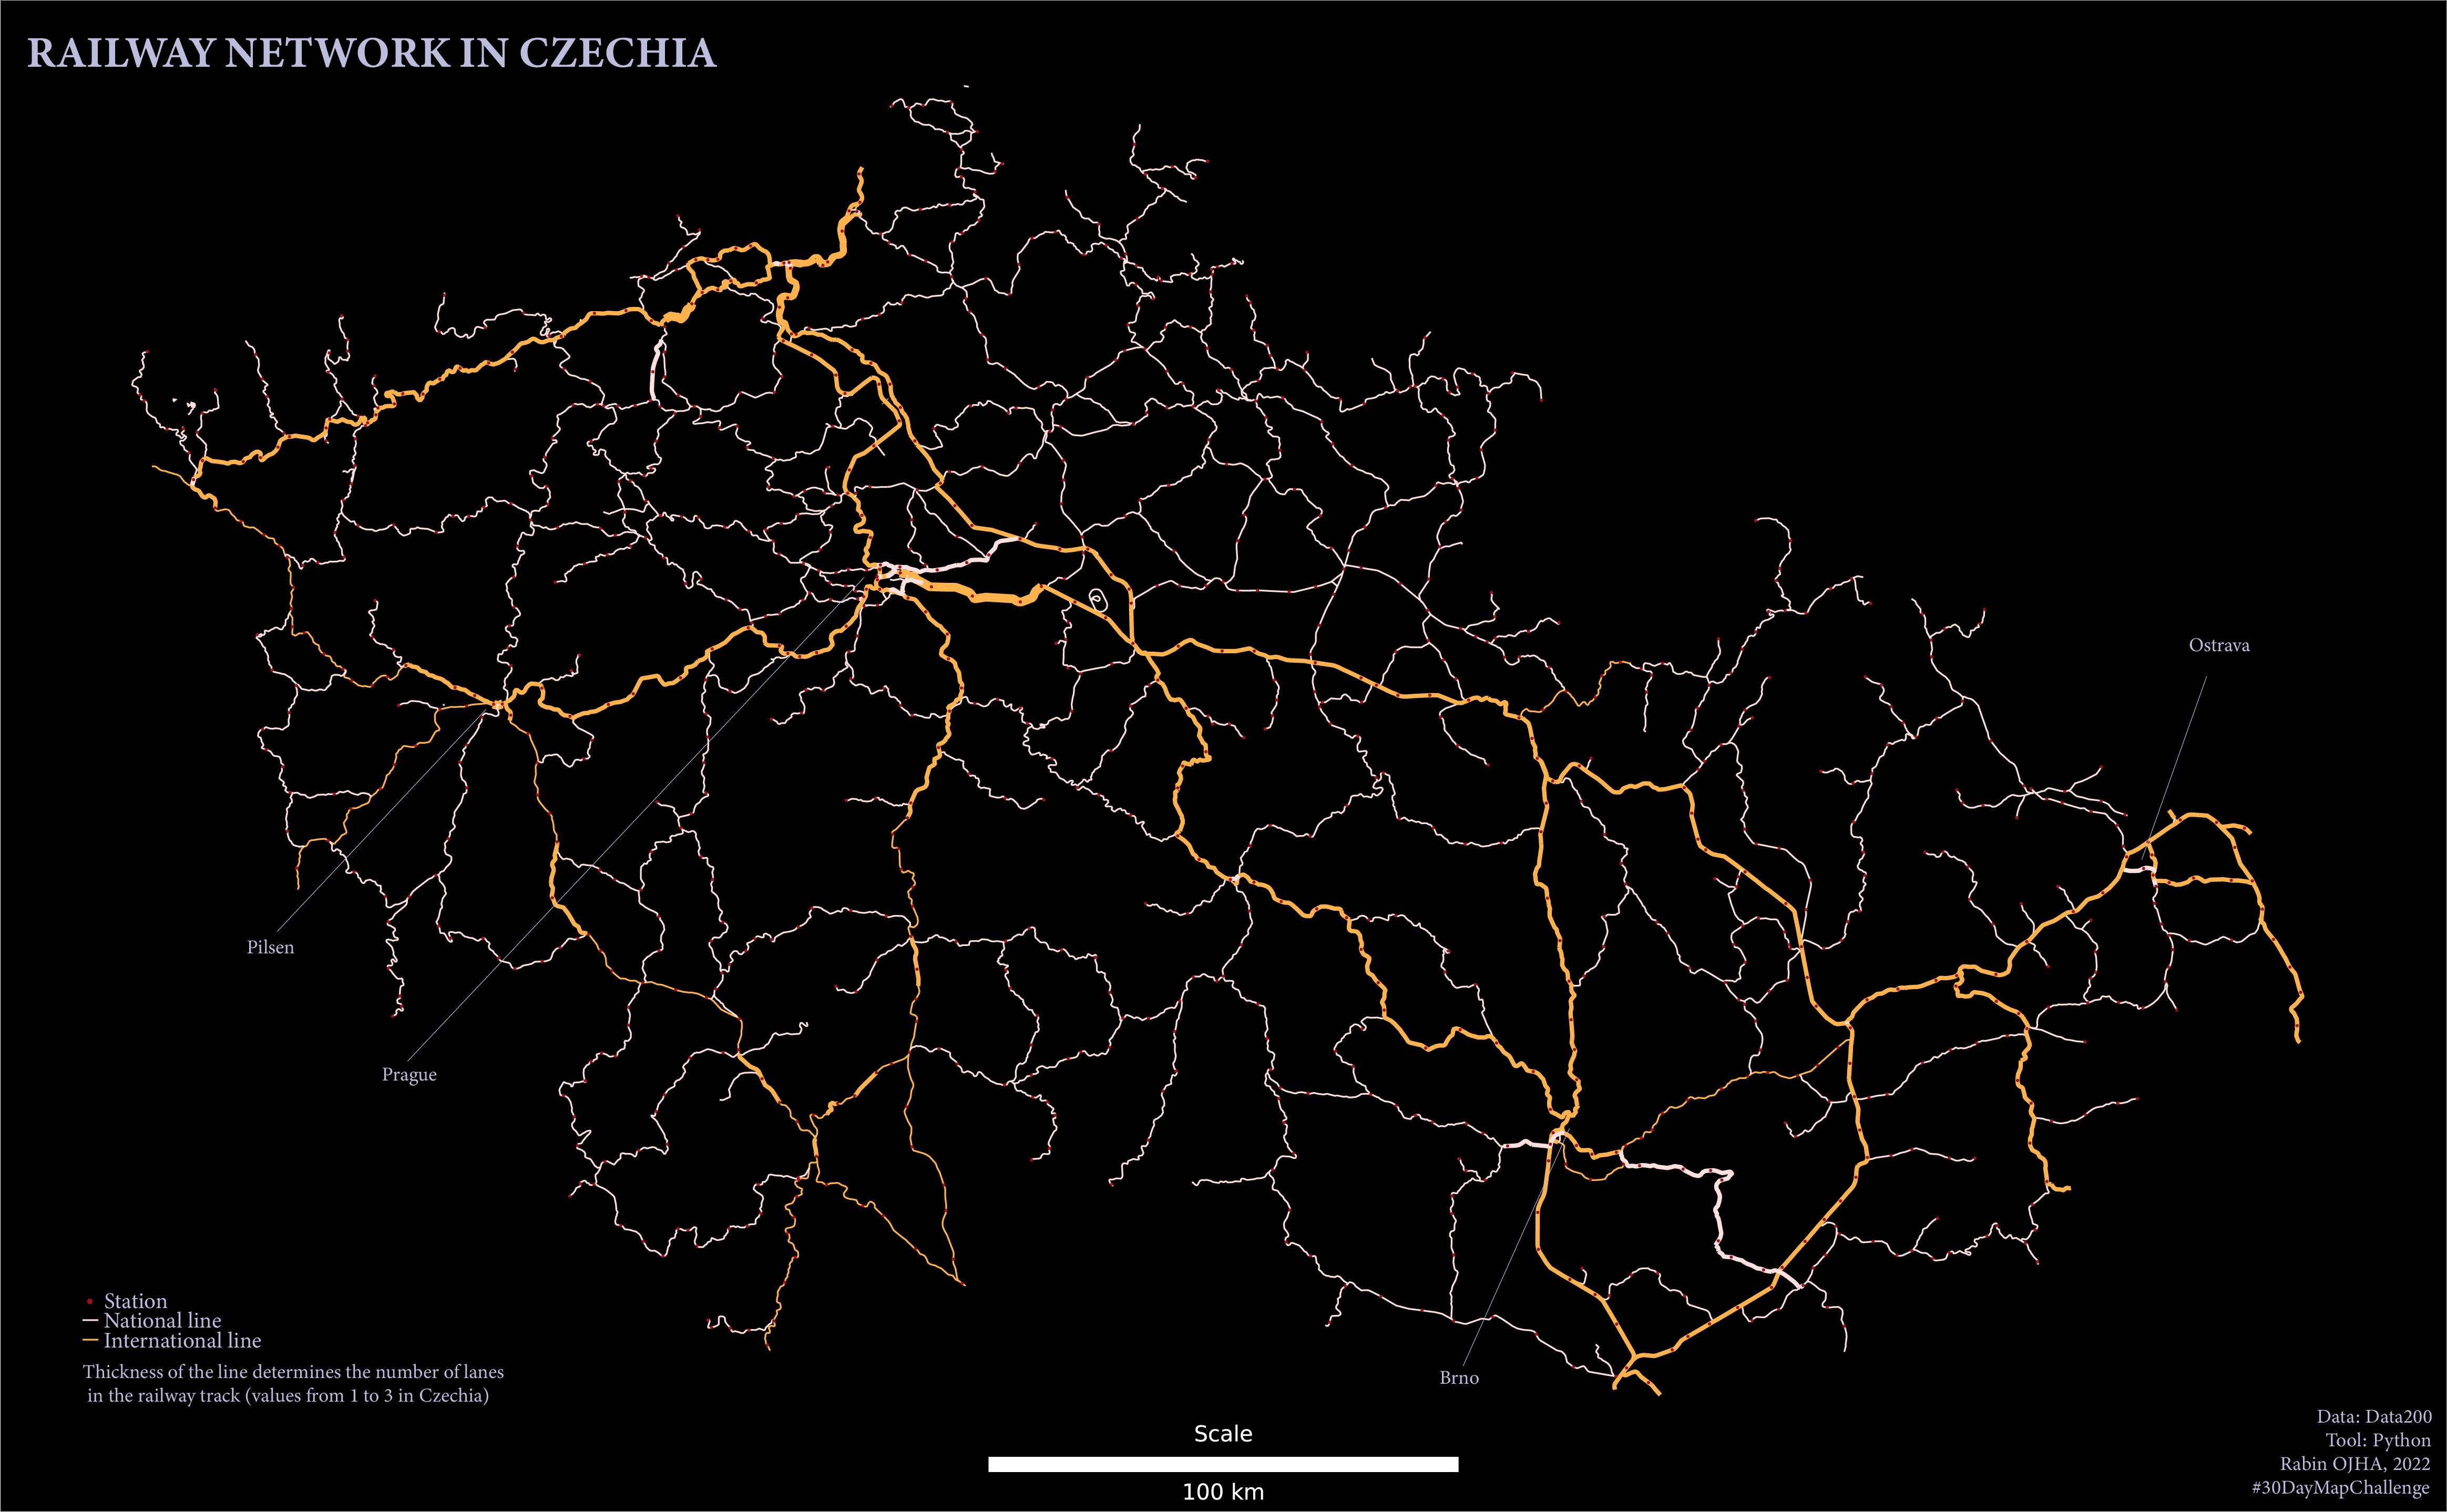 RAILWAY NETWORK IN CZECHIA
Ostrava
Pilsen
Prague
Brno
Station
National line
International line
Thickness of the line determines the number of lanes
in the railway track (values from 1 to 3 in Czechia)
Scale
100 km
Data: Data200
Tool: Python
Rabin OJHA, 2022
#30DayMapChallenge